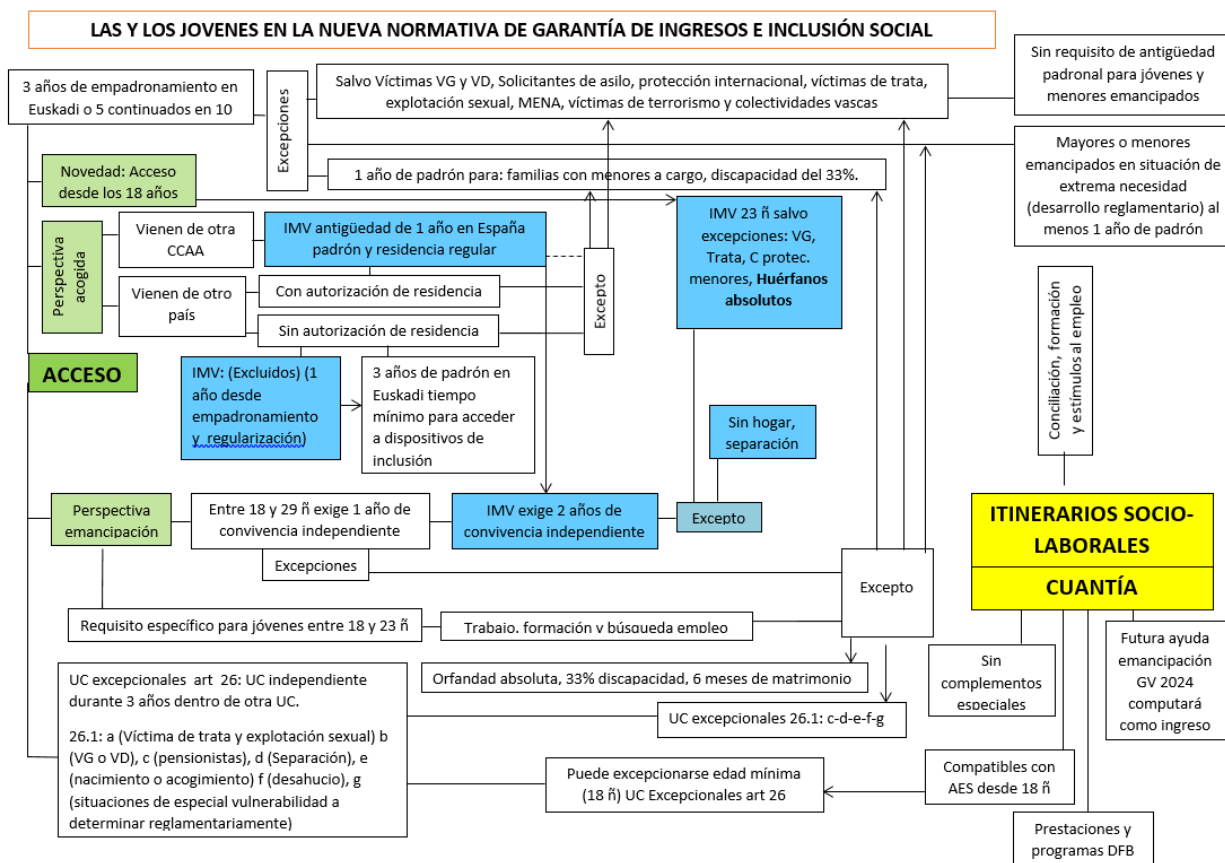 LAS Y LOS JOVENES EN LA NUEVA NORMATIVA DE GARANTÍA DE INGRESOS E INCLUSIÓN SOCIAL
3 años de empadronamiento en
Euskadi o 5 continuados en 10
Excepciones
Salvo Víctimas VG y VD, Solicitantes de asilo, protección internacional, víctimas de trata,
explotación sexual, MENA, víctimas de terrorismo y colectividades vascas
Sin requisito de antigüedad
padronal para jóvenes y
menores emancipados
Mayores o menores
emancipados en situación de
extrema necesidad
(desarrollo reglamentario) al
menos 1 año de padrón
1 año de padrón para: familias con menores a cargo, discapacidad del 33%.
Novedad: Acceso
desde los 18 años
Perspectiva
acogida
Vienen de otra
CCAA
IMV antigüedad de 1 año en España
padrón y residencia regular
IMV 23 ñ salvo
excepciones: VG,
Trata, C protec.
menores, Huérfanos
absolutos
Vienen de otro
país
Con autorización de residencia
Sin autorización de residencia
Excepto
ACCESO
IMV: (Excluidos) (1
año desde
empadronamiento
y regularización)
3 años de padrón en
Euskadi tiempo
mínimo para acceder
a dispositivos de
inclusión
Sin hogar,
separación
Conciliación, formación
y estímulos al empleo
Perspectiva
emancipación
Entre 18 y 29 ñ exige 1 año de
convivencia independiente
IMV exige 2 años de
convivencia independiente
Excepto
ITINERARIOS SOCIO-
LABORALES
CUANTÍA
Excepciones
Excepto
Requisito específico para jóvenes entre 18 y 23 ñ
Trabajo, formación y búsqueda empleo
Orfandad absoluta, 33% discapacidad, 6 meses de matrimonio
Sin
complementos
especiales
Futura ayuda
emancipación
GV 2024
computará
como ingreso
UC excepcionales art 26: UC independiente
durante 3 años dentro de otra UC.
26.1: a (Víctima de trata y explotación sexual) b
(VG o VD), c (pensionistas), d (Separación), e
(nacimiento o acogimiento) f (desahucio), g
(situaciones de especial vulnerabilidad a
determinar reglamentariamente)
UC excepcionales 26.1: c-d-e-f-g
Puede excepcionarse edad mínima
(18 ñ) UC Excepcionales art 26
Compatibles con
AES desde 18 ñ
Prestaciones y
programas DFB